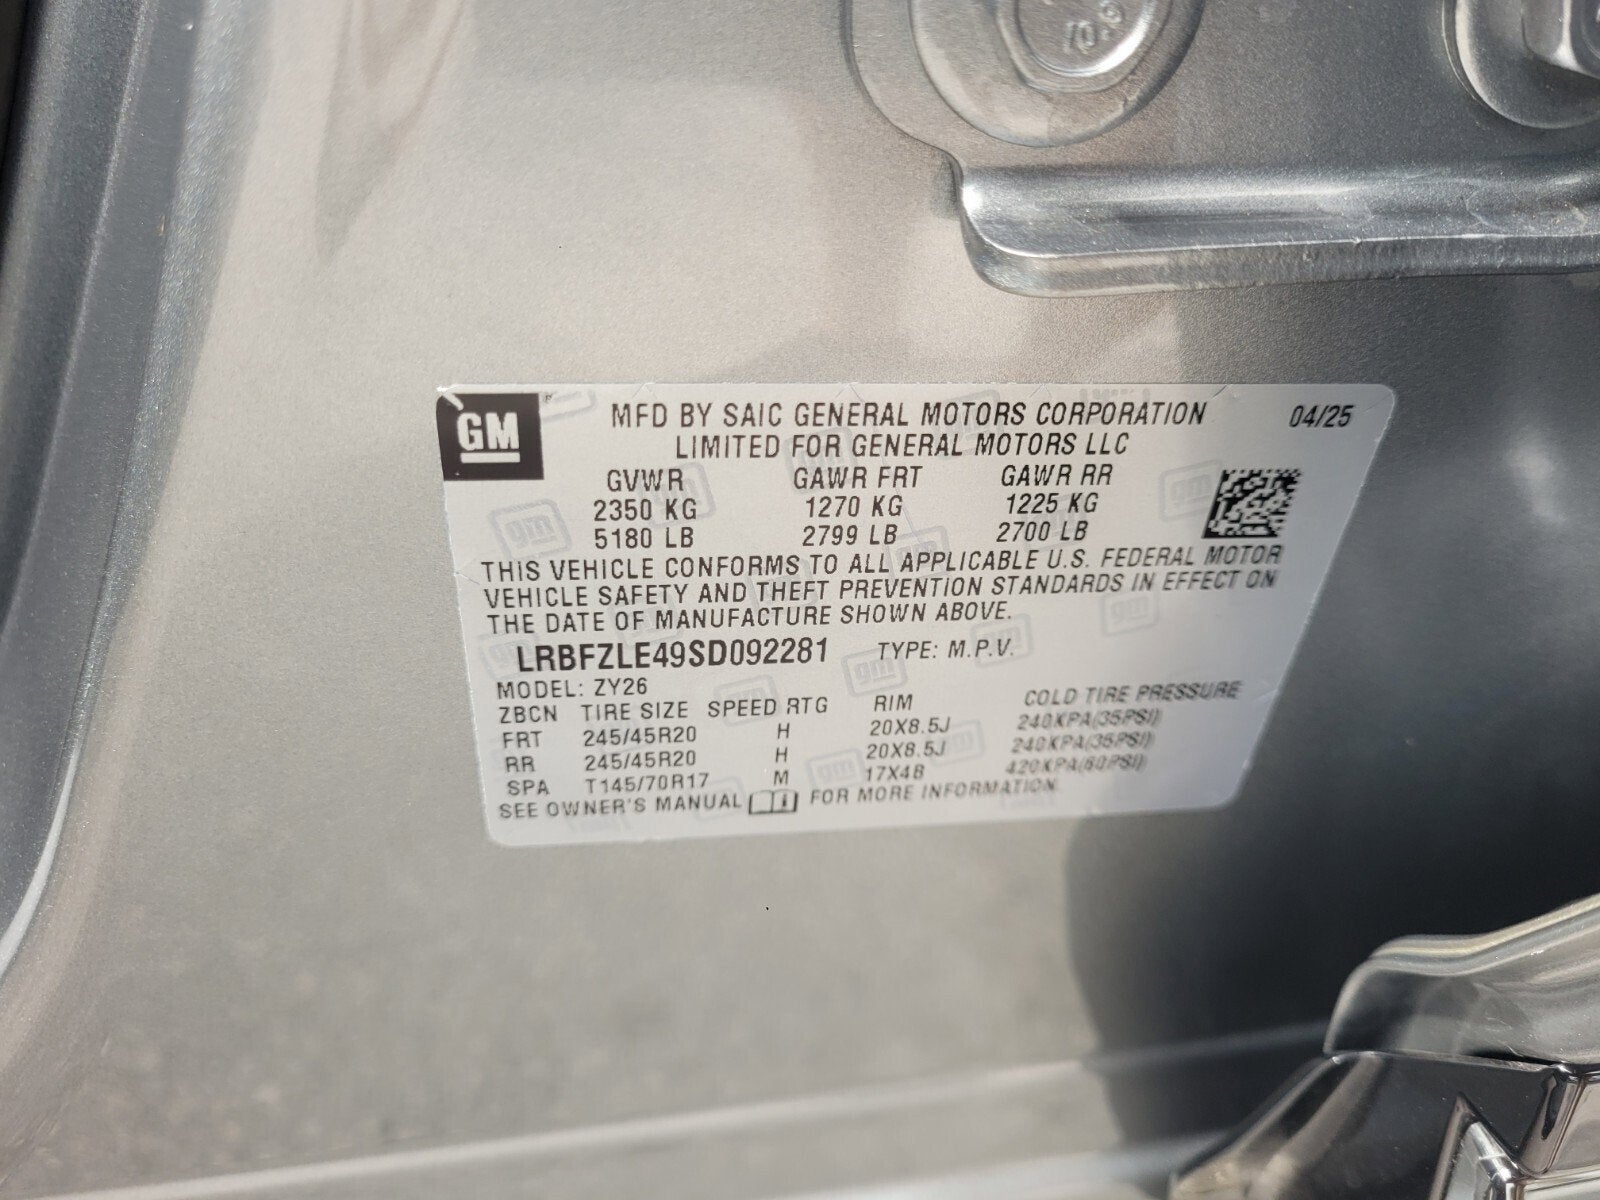 10.9
GM
MFD BY SAIC GENERAL MOTORS CORPORATION 04/25
LIMITED FOR GENERAL MOTORS LLC
GVWR GAWR FRT GAWR RR
2350 KG 1270 KG 1225 KG
5180 LB 2799 LB 2700 LB
THIS VEHICLE CONFORMS TO ALL APPLICABLE U.S. FEDERAL MOTOR
VEHICLE SAFETY AND THEFT PREVENTION STANDARDS IN EFFECT ON
THE DATE OF MANUFACTURE SHOWN ABOVE.
LRBFZLE49SD092281 TYPE: M.P.V.
MODEL: ZY26
ZBCN TIRE SIZE SPEED RTG RIM COLD TIRE PRESSURE
FRT 245/45R20 H 20X8.5J 240KPA(35PSI)
RR 245/45R20 H 20X8.5J 240KPA(35PSI)
SPA T145/70R17 M 17X4B 420KPA(60PSI)
SEE OWNER'S MANUAL FOR MORE INFORMATION.